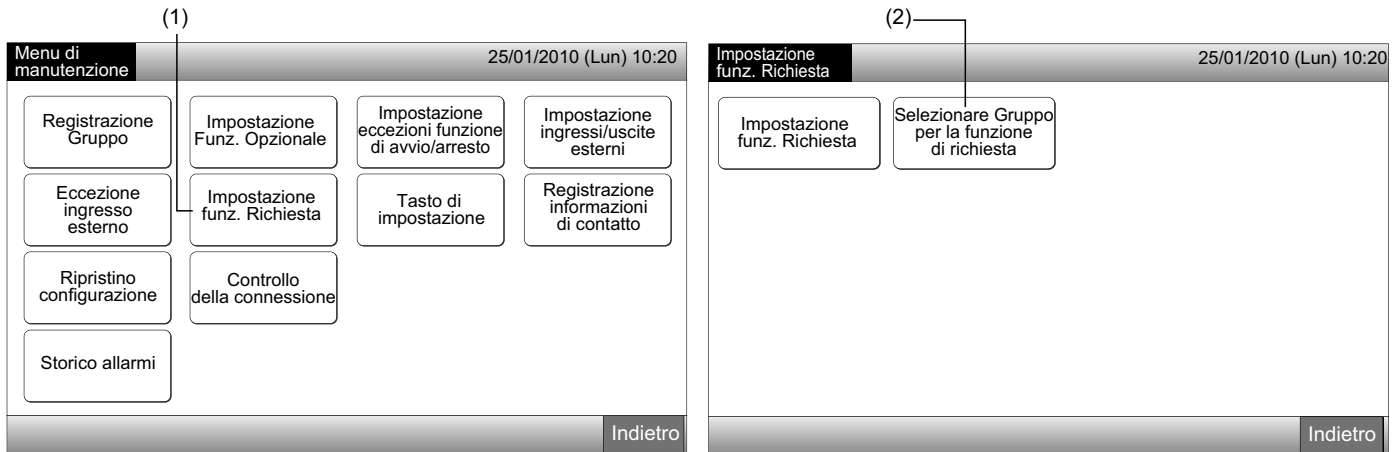 (1)
Menu di
manutenzione
25/01/2010 (Lun) 10:20
Registrazione
Gruppo
Impostazione
Funz. Opzionale
Impostazione
eccezioni funzione
di avvio/arresto
Impostazione
ingressi/uscite
esterni
Eccezione
ingresso
esterno
Impostazione
funz. Richiesta
Tasto di
impostazione
Registrazione
informazioni
di contatto
Ripristino
configurazione
Controllo
della connessione
Storico allarmi
Indietro
(2)
Impostazione
funz. Richiesta
25/01/2010 (Lun) 10:20
Impostazione
funz. Richiesta
Selezionare Gruppo
per la funzione
di richiesta
Indietro